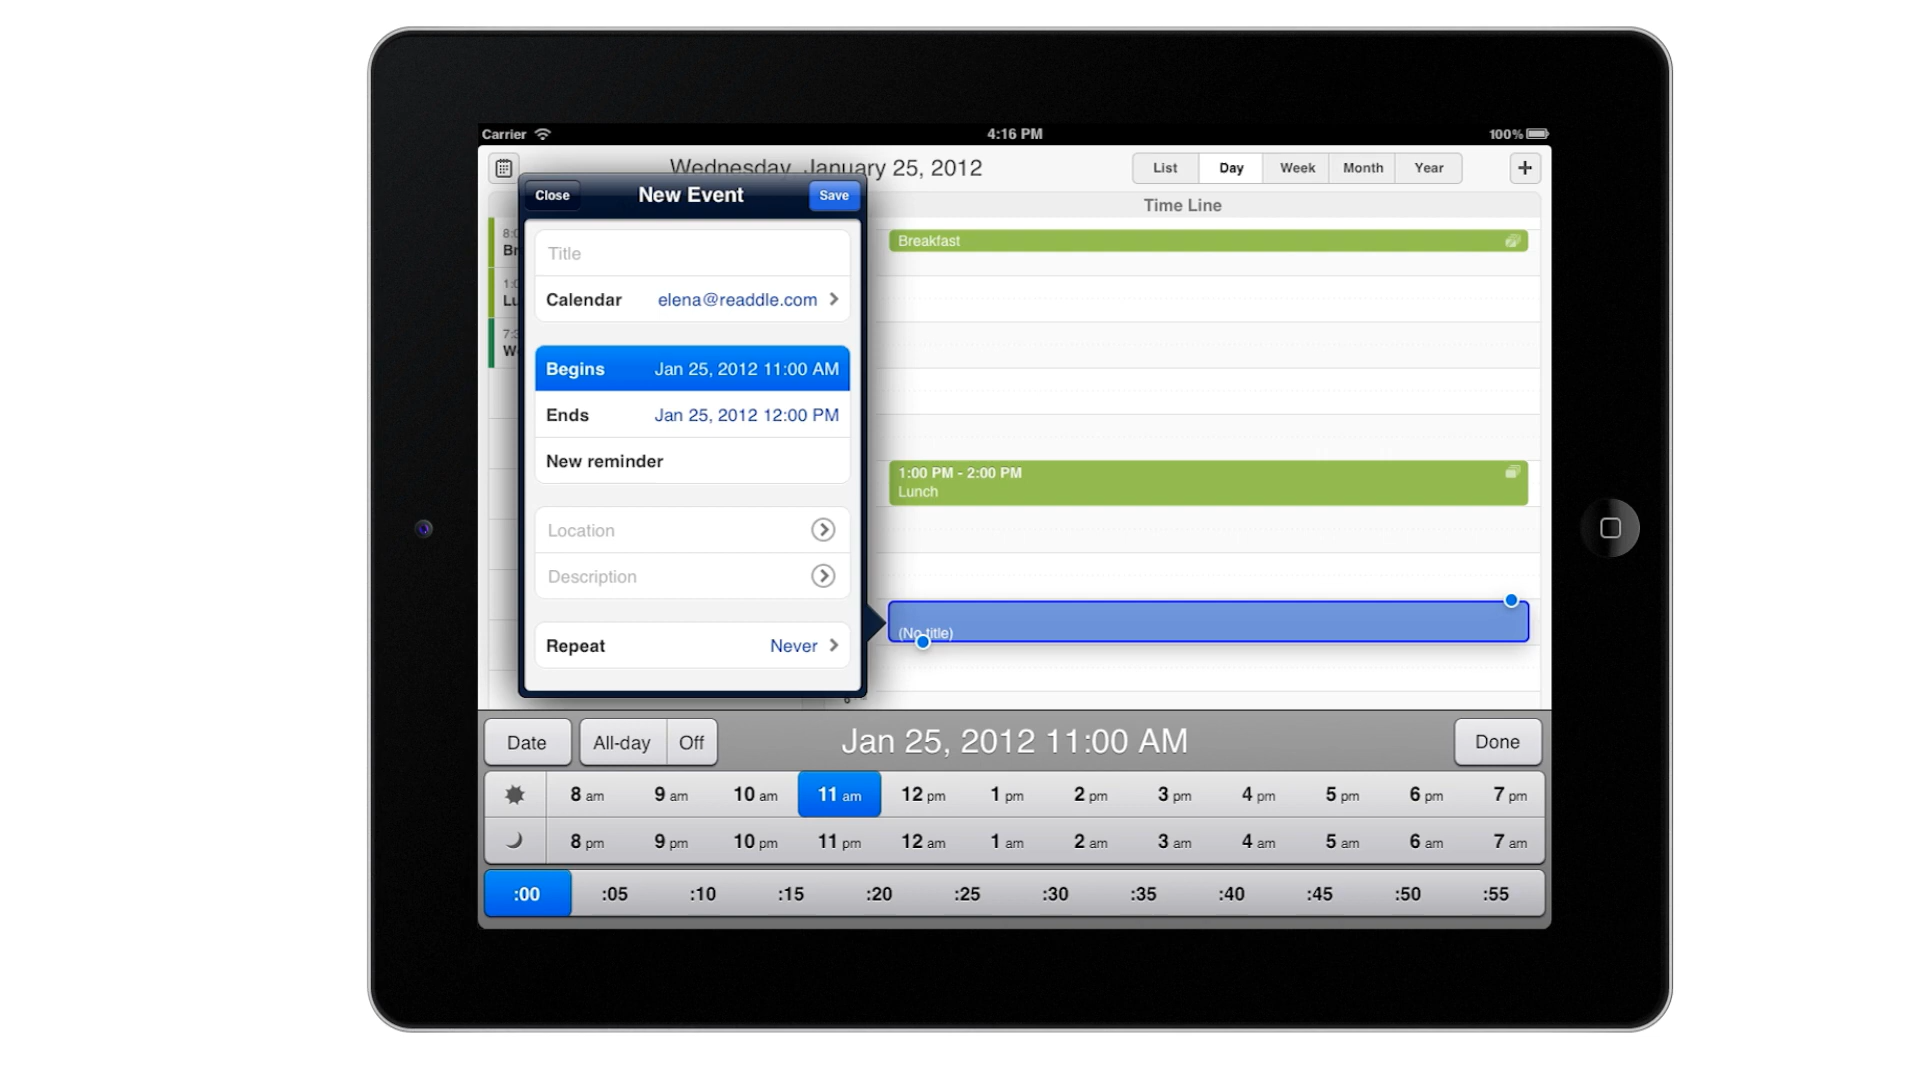 Carrier
4:16 PM
100%
Wednesday, January 25, 2012
List
Day
Week
Month
Year
+
Time Line
Close
New Event
Save
Title
Calendar elena@readdle.com
Begins Jan 25, 2012 11:00 AM
Ends Jan 25, 2012 12:00 PM
New reminder
Location
Description
Repeat Never
Breakfast
1:00 PM - 2:00 PM
Lunch
(No title)
Date
All-day
Off
Jan 25, 2012 11:00 AM
Done
8 am 9 am 10 am 11 am 12 pm 1 pm 2 pm 3 pm 4 pm 5 pm 6 pm 7 pm
8 pm 9 pm 10 pm 11 pm 12 am 1 am 2 am 3 am 4 am 5 am 6 am 7 am
:00 :05 :10 :15 :20 :25 :30 :35 :40 :45 :50 :55